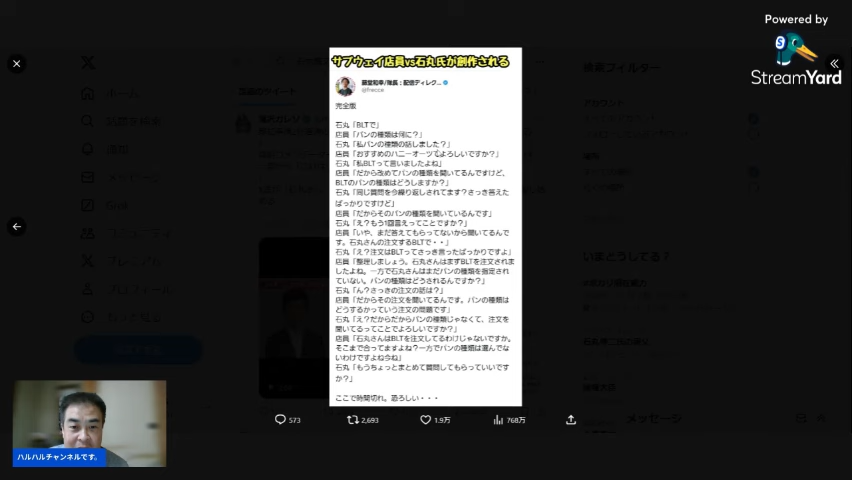 Powered by
StreamYard
サブウェイ店員vs石丸氏が創作される
@fnecce
完全版
石丸「BLTで」
店員「パンの種類は何に？」
石丸「私パンの種類の話しました？」
店員「おすすめのハニーオーツでよろしいですか？」
石丸「私BLTって言いましたよね」
店員「だから改めてパンの種類を聞いてるんですけど、
BLTのパンの種類はどうしますか？」
石丸「同じ質問を今繰り返しされてます？さっき答えた
ばっかりですけど」
店員「だからそのパンの種類を聞いているんです」
石丸「え？もう1回言えってことですか？」
店員「いや、まだ答えてもらってないから聞いてるんで
す。石丸さんの注文するBLTで・・」
石丸「え？注文はBLTってさっき言ったばっかりですよ」
店員「整理しましょう。石丸さんはまずBLTを注文されま
したよね。一方で石丸さんはまだパンの種類を指定され
ていない。パンの種類はどうされるんですか？」
石丸「ん？さっきの注文の話は？」
店員「だからその注文を聞いてるんです。パンの種類は
どうするかっていう注文の問題です」
石丸「え？だからだからパンの種類じゃなくて、注文を
聞いてるってことでよろしいですか？」
店員「石丸さんはBLTを注文してるわけじゃないですか。
そこまで合ってますよね？一方でパンの種類は選んでな
いわけですよね今ね」
石丸「もうちょっとまとめて質問してもらっていいです
か？」
ここで時間切れ。恐ろしい・・・
573
2,693
1.9万
768万
ハルハルチャンネルです。